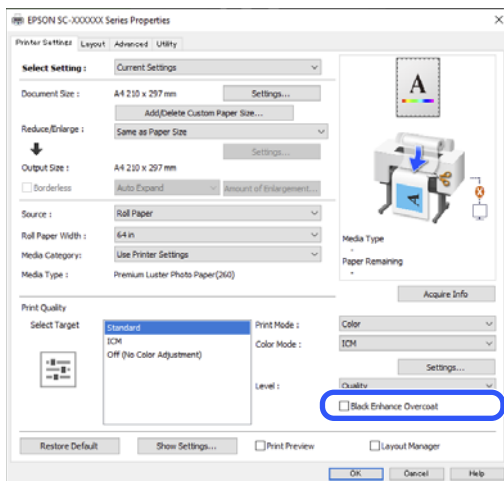 EPSON SC-XXXXXX Series Properties
Printer Settings Layout Advanced Utility
Select Setting : Current Settings
Document Size : A4 210 x 297 mm Settings...
Add/Delete Custom Paper Size...
Reduce/Enlarge : Same as Paper Size
Settings...
Output Size : A4 210 x 297 mm
Borderless Auto Expand Amount of Enlargement...
Source : Roll Paper
Roll Paper Width : 64 in
Media Category: Use Printer Settings
Media Type : Premium Luster Photo Paper(260)
A
A
Media Type
-
Paper Remaining
-
Acquire Info
Print Quality
Select Target Standard
ICM
Off (No Color Adjustment)
Print Mode : Color
Color Mode : ICM
Settings...
Level : Quality
Black Enhance Overcoat
Restore Default Show Settings... Print Preview Layout Manager
OK Cancel Help